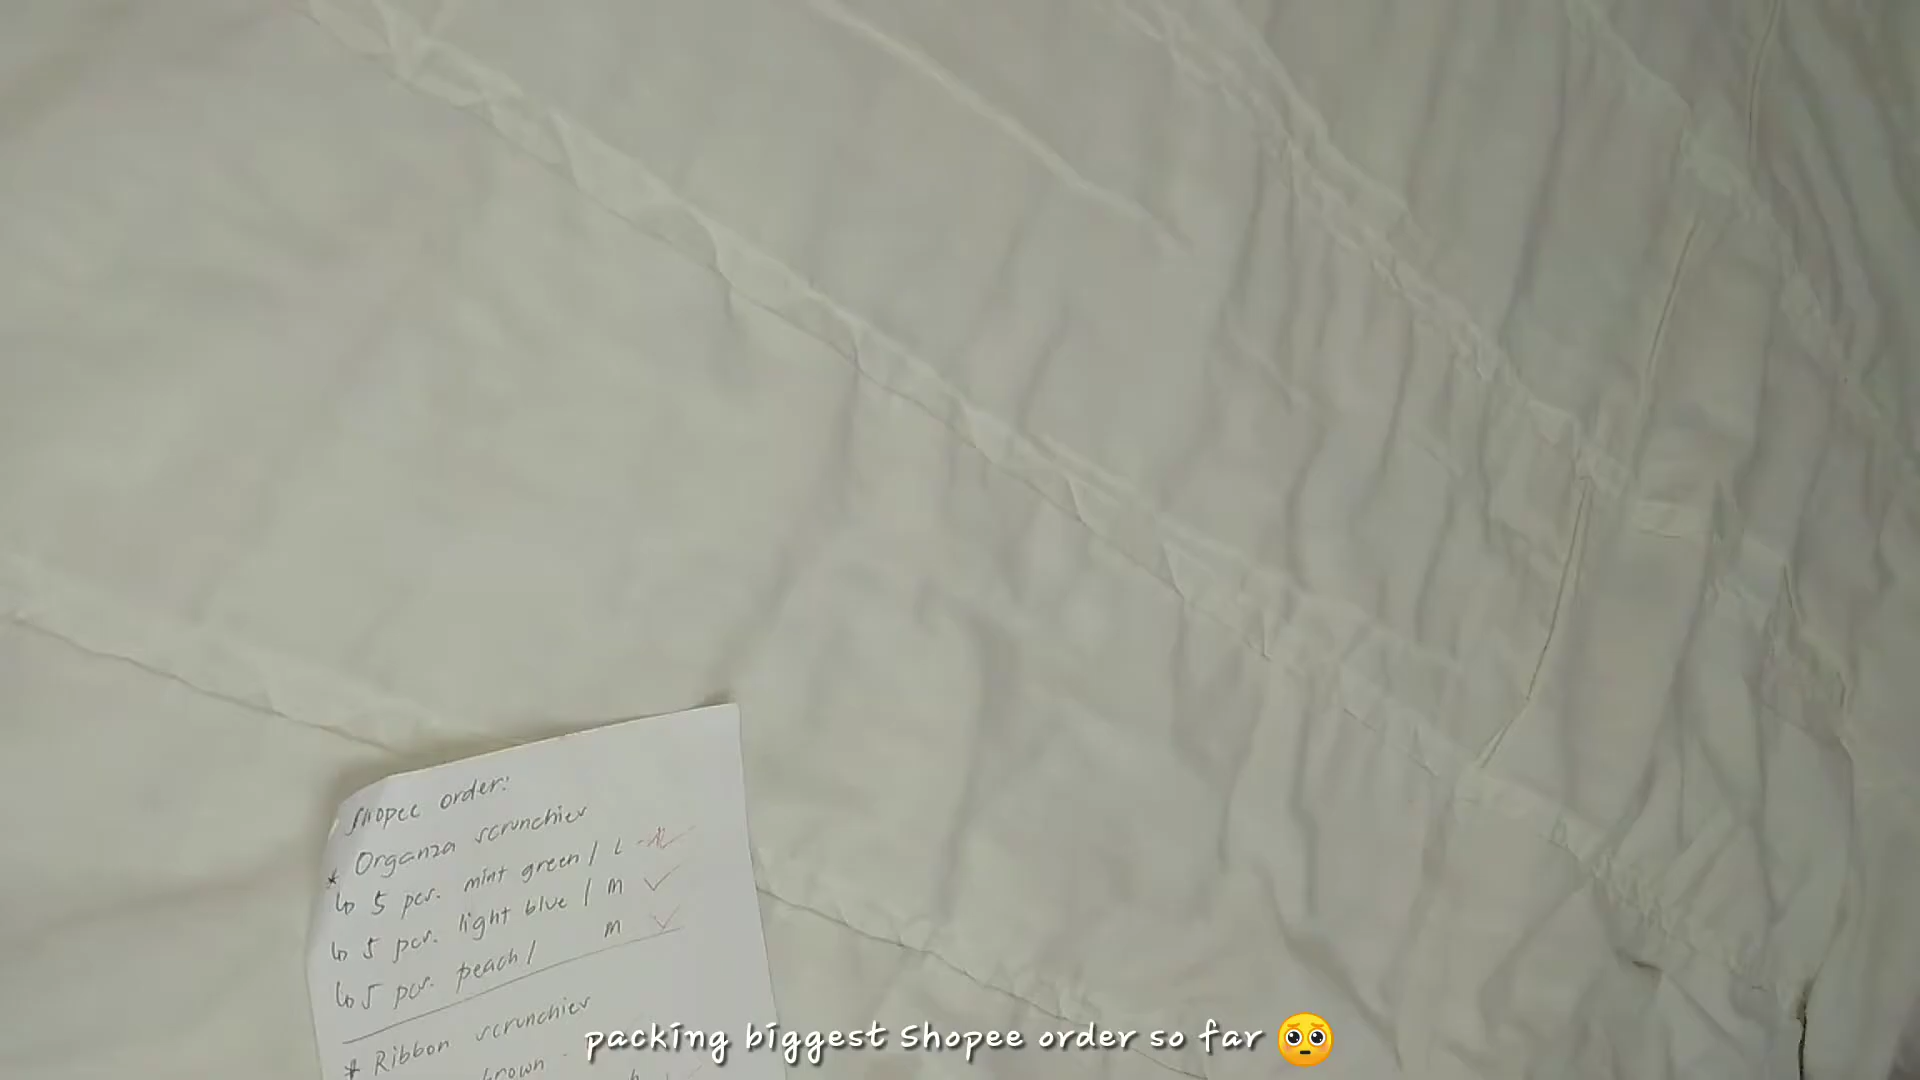 Shopee order:
* Organza scrunchies
↳ 5 pcs. mint green / L
↳ 5 pcs. light blue / m
↳ 5 pcs. peach / m
* Ribbon scrunchies
brown
packing biggest Shopee order so far 🥺